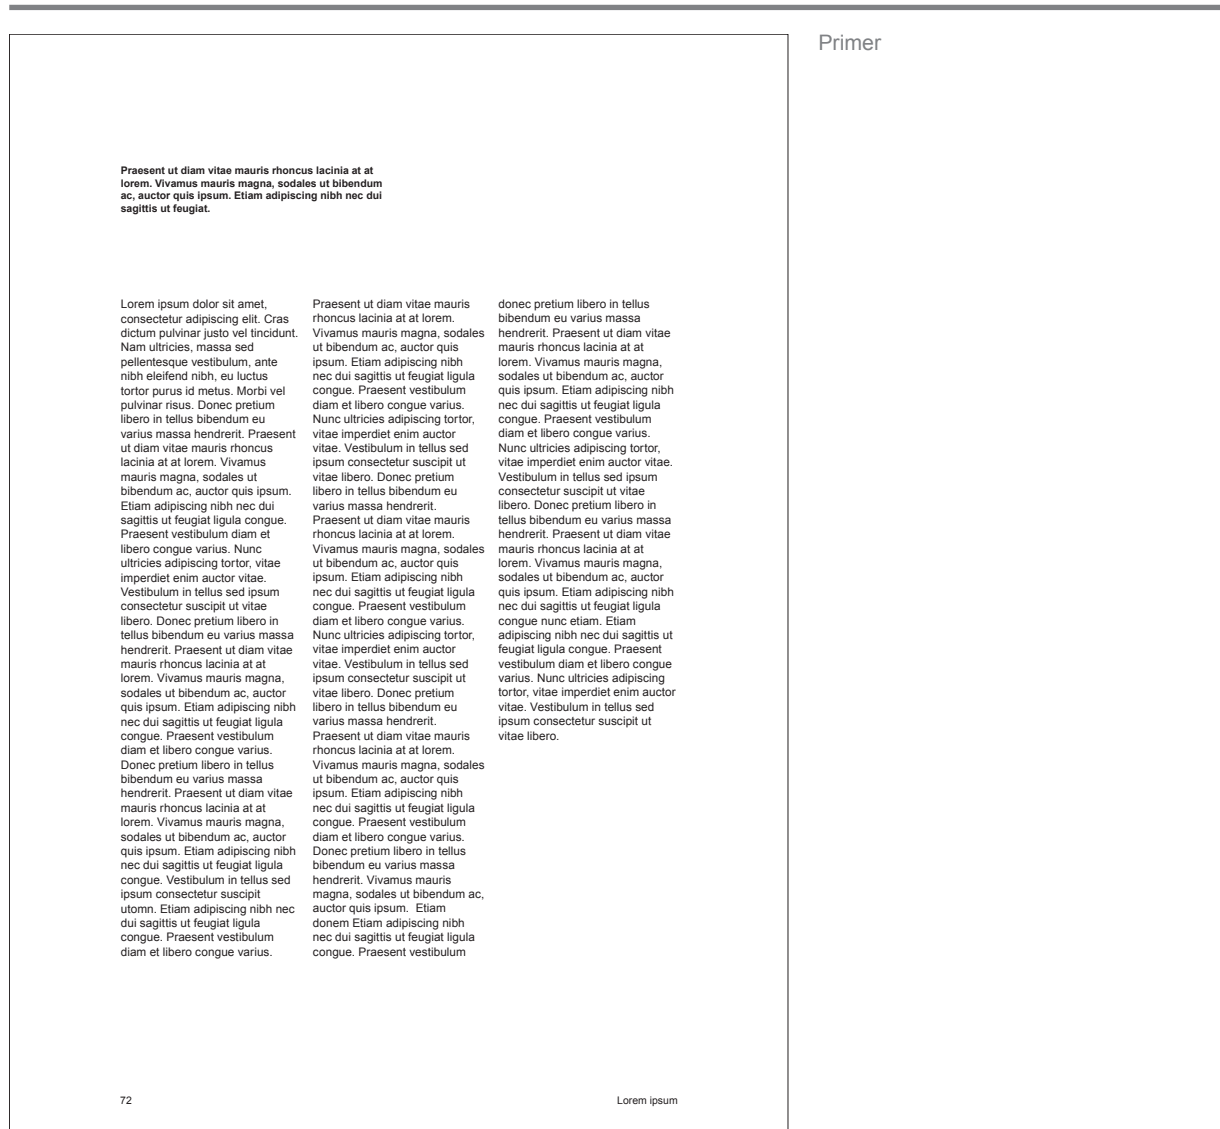 Primer
Praesent ut diam vitae mauris rhoncus lacinia at at
lorem. Vivamus mauris magna, sodales ut bibendum
ac, auctor quis ipsum. Etiam adipiscing nibh nec dui
sagittis ut feugiat.
Lorem ipsum dolor sit amet,
consectetur adipiscing elit. Cras
dictum pulvinar justo vel tincidunt.
Nam ultricies, massa sed
pellentesque vestibulum, ante
nibh eleifend nibh, eu luctus
tortor purus id metus. Morbi vel
pulvinar risus. Donec pretium
libero in tellus bibendum eu
varius massa hendrerit. Praesent
ut diam vitae mauris rhoncus
lacinia at at lorem. Vivamus
mauris magna, sodales ut
bibendum ac, auctor quis ipsum.
Etiam adipiscing nibh nec dui
sagittis ut feugiat ligula congue.
Praesent vestibulum diam et
libero congue varius. Nunc
ultricies adipiscing tortor, vitae
imperdiet enim auctor vitae.
Vestibulum in tellus sed ipsum
consectetur suscipit ut vitae
libero. Donec pretium libero in
tellus bibendum eu varius massa
hendrerit. Praesent ut diam vitae
mauris rhoncus lacinia at at
lorem. Vivamus mauris magna,
sodales ut bibendum ac, auctor
quis ipsum. Etiam adipiscing nibh
nec dui sagittis ut feugiat ligula
congue. Praesent vestibulum
diam et libero congue varius.
Donec pretium libero in tellus
bibendum eu varius massa
hendrerit. Praesent ut diam vitae
mauris rhoncus lacinia at at
lorem. Vivamus mauris magna,
sodales ut bibendum ac, auctor
quis ipsum. Etiam adipiscing nibh
nec dui sagittis ut feugiat ligula
congue. Vestibulum in tellus sed
ipsum consectetur suscipit
utomn. Etiam adipiscing nibh nec
dui sagittis ut feugiat ligula
congue. Praesent vestibulum
diam et libero congue varius.
Praesent ut diam vitae mauris
rhoncus lacinia at at lorem.
Vivamus mauris magna, sodales
ut bibendum ac, auctor quis
ipsum. Etiam adipiscing nibh
nec dui sagittis ut feugiat ligula
congue. Praesent vestibulum
diam et libero congue varius.
Nunc ultricies adipiscing tortor,
vitae imperdiet enim auctor
vitae. Vestibulum in tellus sed
ipsum consectetur suscipit ut
vitae libero. Donec pretium
libero in tellus bibendum eu
varius massa hendrerit.
Praesent ut diam vitae mauris
rhoncus lacinia at at lorem.
Vivamus mauris magna, sodales
ut bibendum ac, auctor quis
ipsum. Etiam adipiscing nibh
nec dui sagittis ut feugiat ligula
congue. Praesent vestibulum
diam et libero congue varius.
Nunc ultricies adipiscing tortor,
vitae imperdiet enim auctor
vitae. Vestibulum in tellus sed
ipsum consectetur suscipit ut
vitae libero. Donec pretium
libero in tellus bibendum eu
varius massa hendrerit.
Praesent ut diam vitae mauris
rhoncus lacinia at at lorem.
Vivamus mauris magna, sodales
ut bibendum ac, auctor quis
ipsum. Etiam adipiscing nibh
nec dui sagittis ut feugiat ligula
congue. Praesent vestibulum
diam et libero congue varius.
Donec pretium libero in tellus
bibendum eu varius massa
hendrerit. Vivamus mauris
magna, sodales ut bibendum ac,
auctor quis ipsum.  Etiam
donem Etiam adipiscing nibh
nec dui sagittis ut feugiat ligula
congue. Praesent vestibulum
donec pretium libero in tellus
bibendum eu varius massa
hendrerit. Praesent ut diam vitae
mauris rhoncus lacinia at at
lorem. Vivamus mauris magna,
sodales ut bibendum ac, auctor
quis ipsum. Etiam adipiscing nibh
nec dui sagittis ut feugiat ligula
congue. Praesent vestibulum
diam et libero congue varius.
Nunc ultricies adipiscing tortor,
vitae imperdiet enim auctor vitae.
Vestibulum in tellus sed ipsum
consectetur suscipit ut vitae
libero. Donec pretium libero in
tellus bibendum eu varius massa
hendrerit. Praesent ut diam vitae
mauris rhoncus lacinia at at
lorem. Vivamus mauris magna,
sodales ut bibendum ac, auctor
quis ipsum. Etiam adipiscing nibh
nec dui sagittis ut feugiat ligula
congue nunc etiam. Etiam
adipiscing nibh nec dui sagittis ut
feugiat ligula congue. Praesent
vestibulum diam et libero congue
varius. Nunc ultricies adipiscing
tortor, vitae imperdiet enim auctor
vitae. Vestibulum in tellus sed
ipsum consectetur suscipit ut
vitae libero.
72
Lorem ipsum